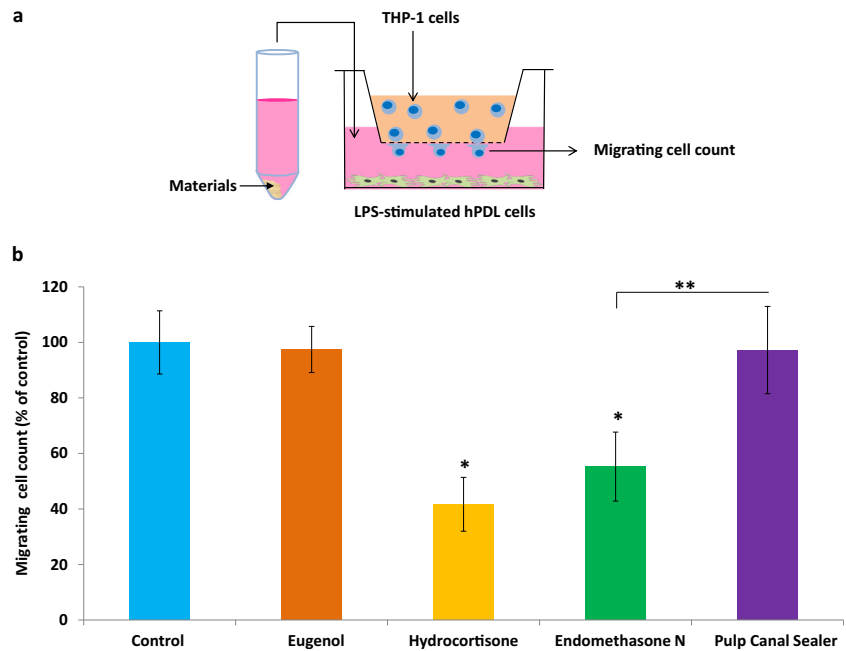 a
THP-1 cells
Materials
Migrating cell count
LPS-stimulated hPDL cells
b
Migrating cell count (% of control)
120
100
80
60
40
20
0
*
*
**
Control
Eugenol
Hydrocortisone
Endomethasone N
Pulp Canal Sealer